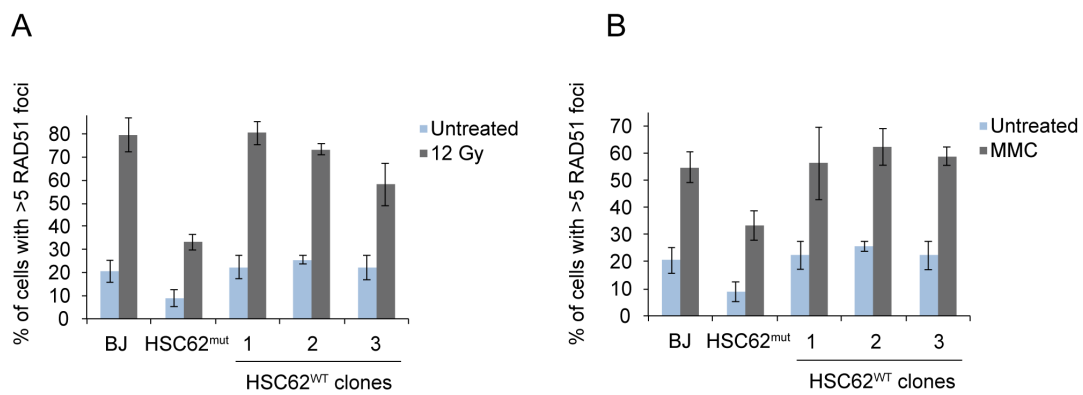 A
% of cells with >5 RAD51 foci
80
70
60
50
40
30
20
10
0
Untreated
12 Gy
BJ HSC62mut 1 2 3
HSC62WT clones
B
% of cells with >5 RAD51 foci
70
60
50
40
30
20
10
0
Untreated
MMC
BJ HSC62mut 1 2 3
HSC62WT clones